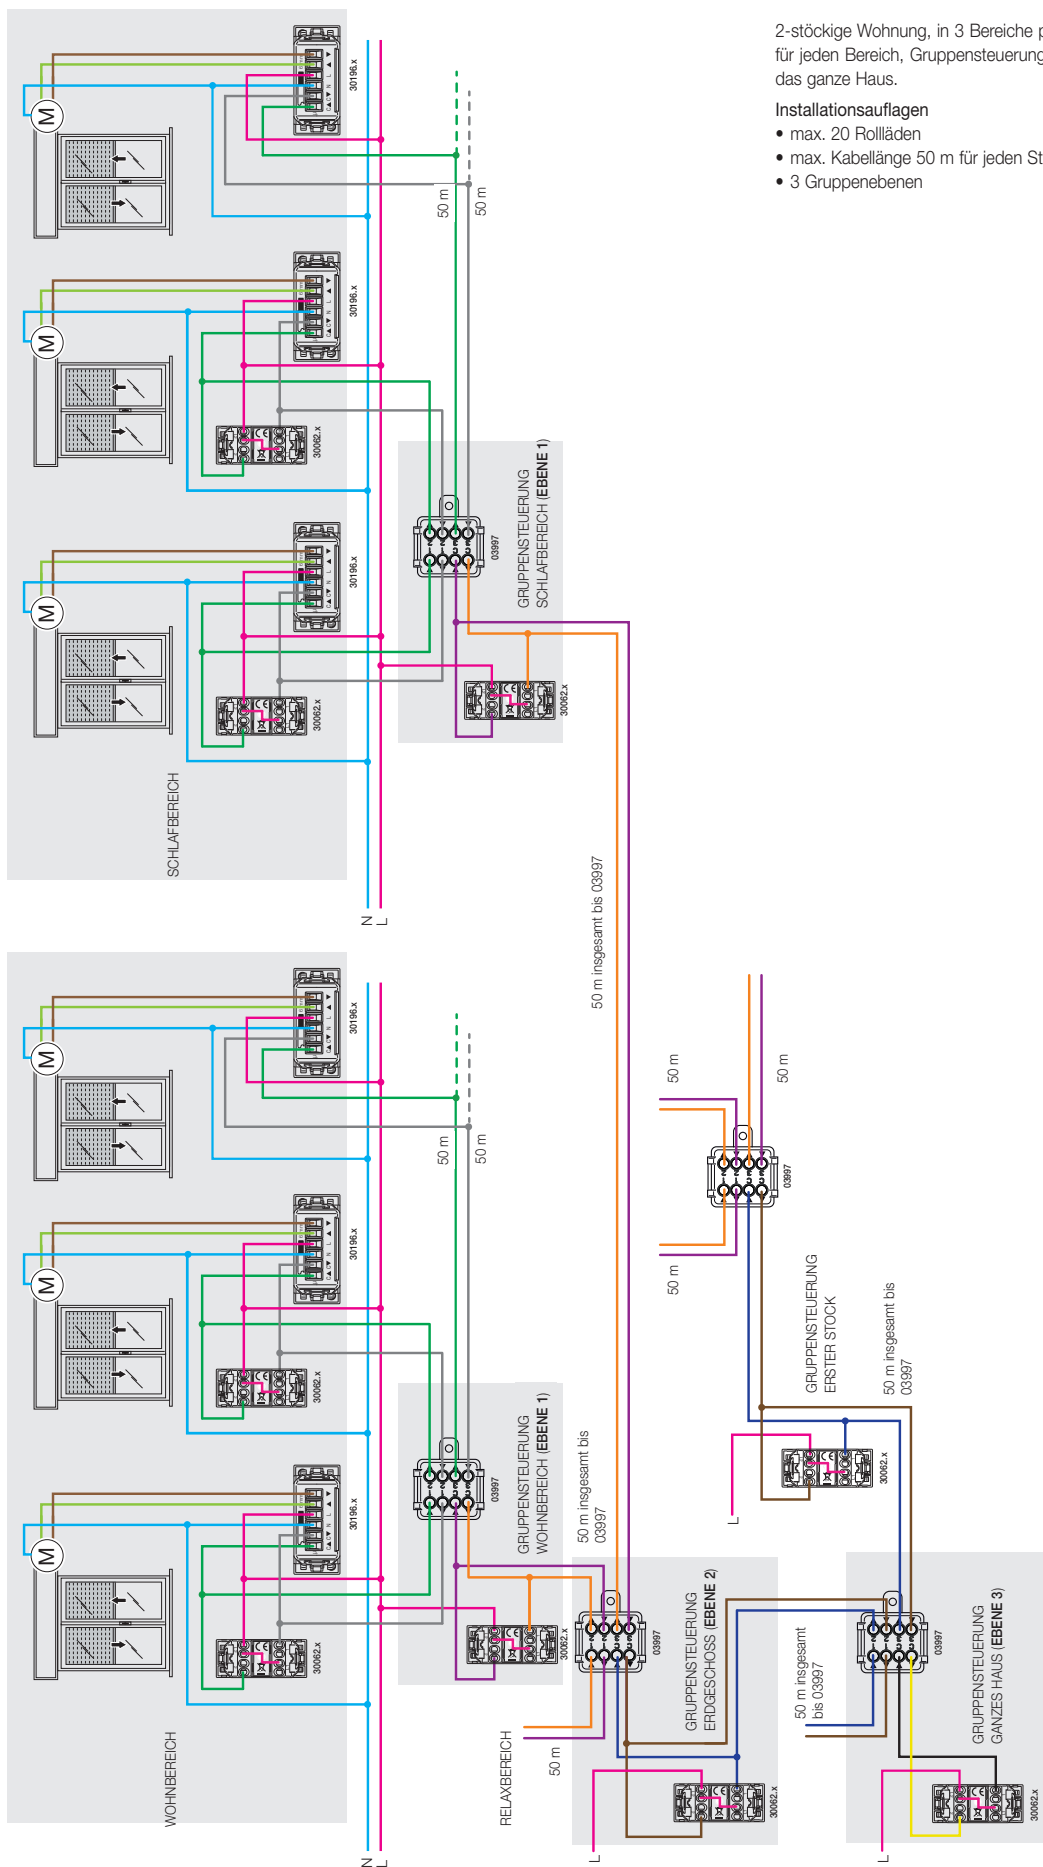 2-stöckige Wohnung, in 3 Bereiche
für jeden Bereich, Gruppensteuerung
das ganze Haus.
Installationsauflagen
• max. 20 Rollläden
• max. Kabellänge 50 m für jeden
• 3 Gruppenebenen
M
30196.x
50 m
50 m
M
30196.x
30062.x
M
30196.x
30062.x
SCHLAFBEREICH
N
L
03997
GRUPPENSTEUERUNG
SCHLAFBEREICH (EBENE 1)
30062.x
50 m insgesamt bis 03997
M
30196.x
50 m
50 m
M
30196.x
30062.x
M
30196.x
30062.x
WOHNBEREICH
N
L
03997
GRUPPENSTEUERUNG
WOHNBEREICH (EBENE 1)
30062.x
50 m insgesamt bis
03997
RELAXBEREICH
50 m
03997
GRUPPENSTEUERUNG
ERDGESCHOSS (EBENE 2)
30062.x
L
50 m
50 m
50 m
03997
GRUPPENSTEUERUNG
ERSTER STOCK
50 m insgesamt bis
03997
30062.x
L
03997
50 m insgesamt
bis 03997
GRUPPENSTEUERUNG
GANZES HAUS (EBENE 3)
30062.x
L